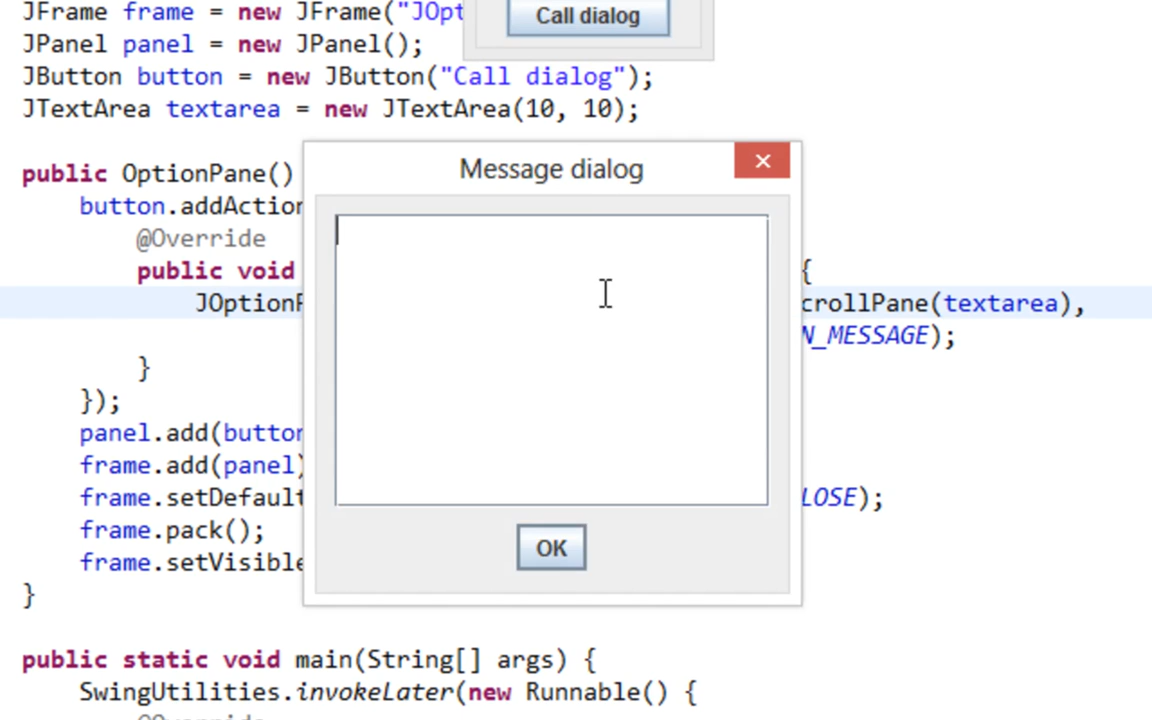 JFrame frame = new JFrame("JOpt
Call dialog
JPanel panel = new JPanel();
JButton button = new JButton("Call dialog");
JTextArea textarea = new JTextArea(10, 10);
Message dialog
public OptionPane()
button.addAction
@Override
public void {
JOptionP crollPane(textarea),
N_MESSAGE);
}
});
panel.add(button
frame.add(panel)
frame.setDefault LOSE);
frame.pack();
OK
frame.setVisible
}
public static void main(String[] args) {
SwingUtilities.invokeLater(new Runnable() {
@Override